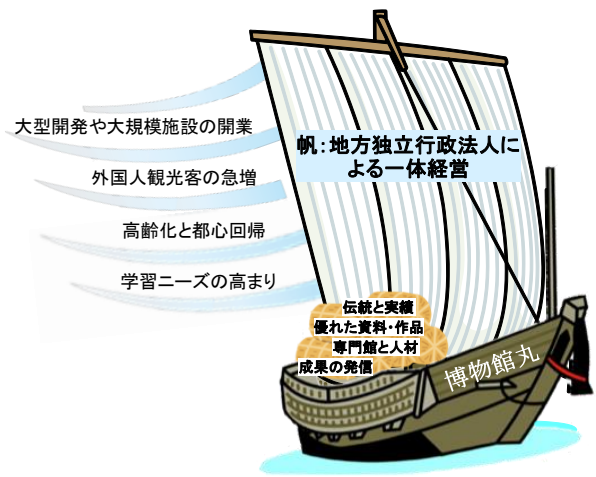 大型開発や大規模施設の開業
外国人観光客の急増
高齢化と都心回帰
学習ニーズの高まり
帆：地方独立行政法人に
よる一体経営
伝統と実績
優れた資料・作品
専門館と人材
成果の発信
博物館丸